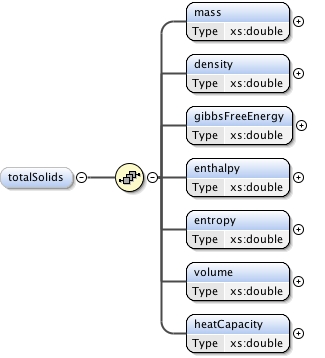 mass
Type xs:double
density
Type xs:double
gibbsFreeEnergy
Type xs:double
totalSolids
enthalpy
Type xs:double
entropy
Type xs:double
volume
Type xs:double
heatCapacity
Type xs:double